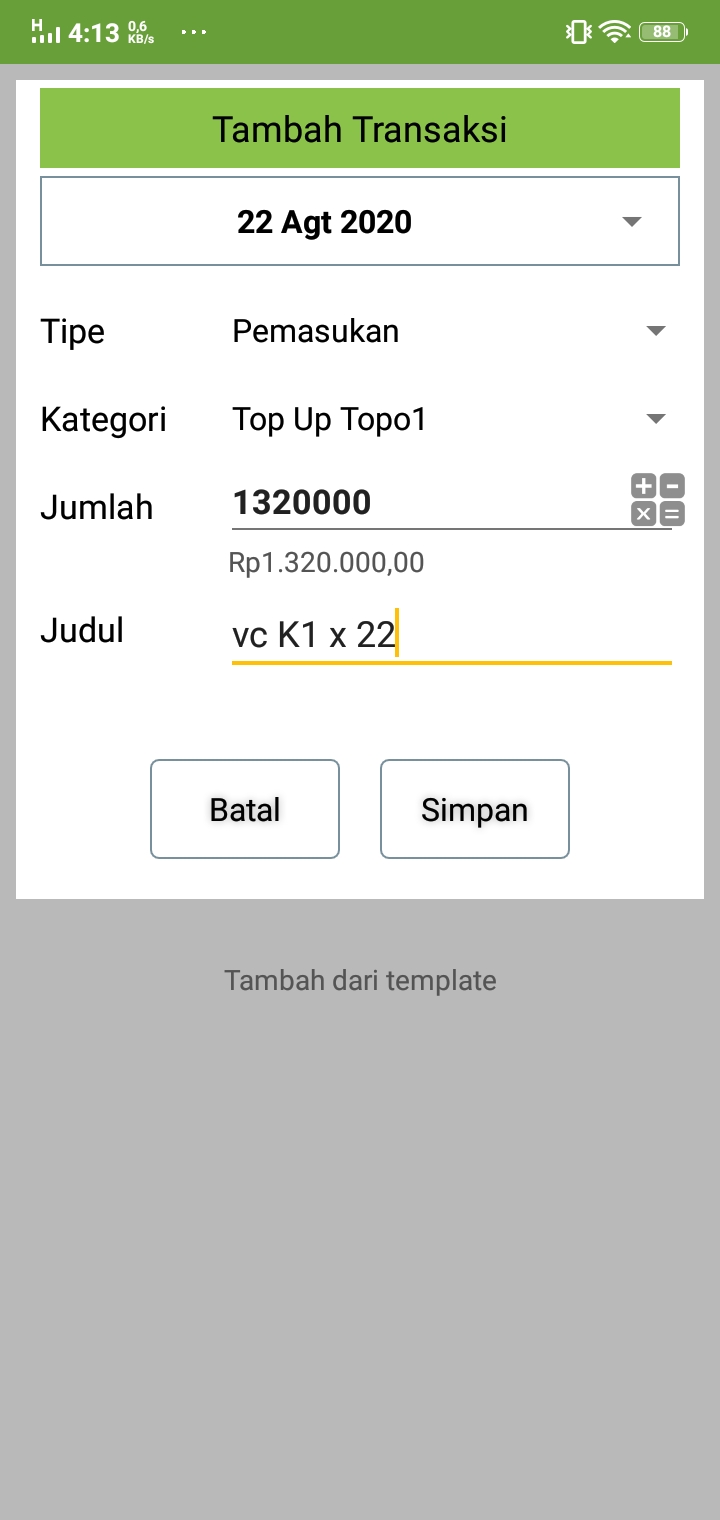 H 4:13 0,6 KB/s ... 88
Tambah Transaksi
22 Agt 2020
Tipe Pemasukan
Kategori Top Up Topo1
Jumlah 1320000
Rp1.320.000,00
Judul vc K1 x 22
Batal Simpan
Tambah dari template